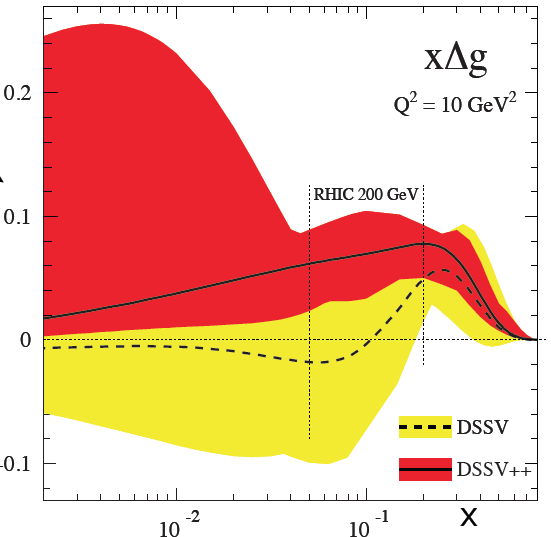 xΔg
Q² = 10 GeV²
0.2
RHIC 200 GeV
0.1
0
DSSV
-0.1
DSSV++
10⁻² 10⁻¹ x